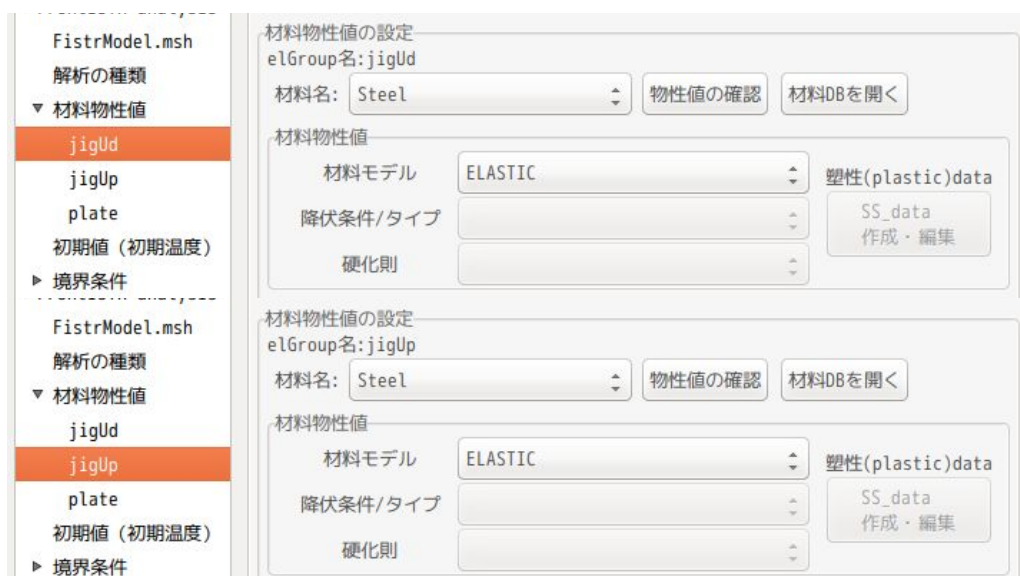 FistrModel.msh
解析の種類
▼ 材料物性値
jigUd
jigUp
plate
初期値（初期温度）
▶ 境界条件
材料物性値の設定
elGroup名:jigUd
材料名: Steel 物性値の確認 材料DBを開く
材料物性値
材料モデル ELASTIC 塑性(plastic)data
降伏条件/タイプ SS_data
作成・編集
硬化則
FistrModel.msh
解析の種類
▼ 材料物性値
jigUd
jigUp
plate
初期値（初期温度）
▶ 境界条件
材料物性値の設定
elGroup名:jigUp
材料名: Steel 物性値の確認 材料DBを開く
材料物性値
材料モデル ELASTIC 塑性(plastic)data
降伏条件/タイプ SS_data
作成・編集
硬化則